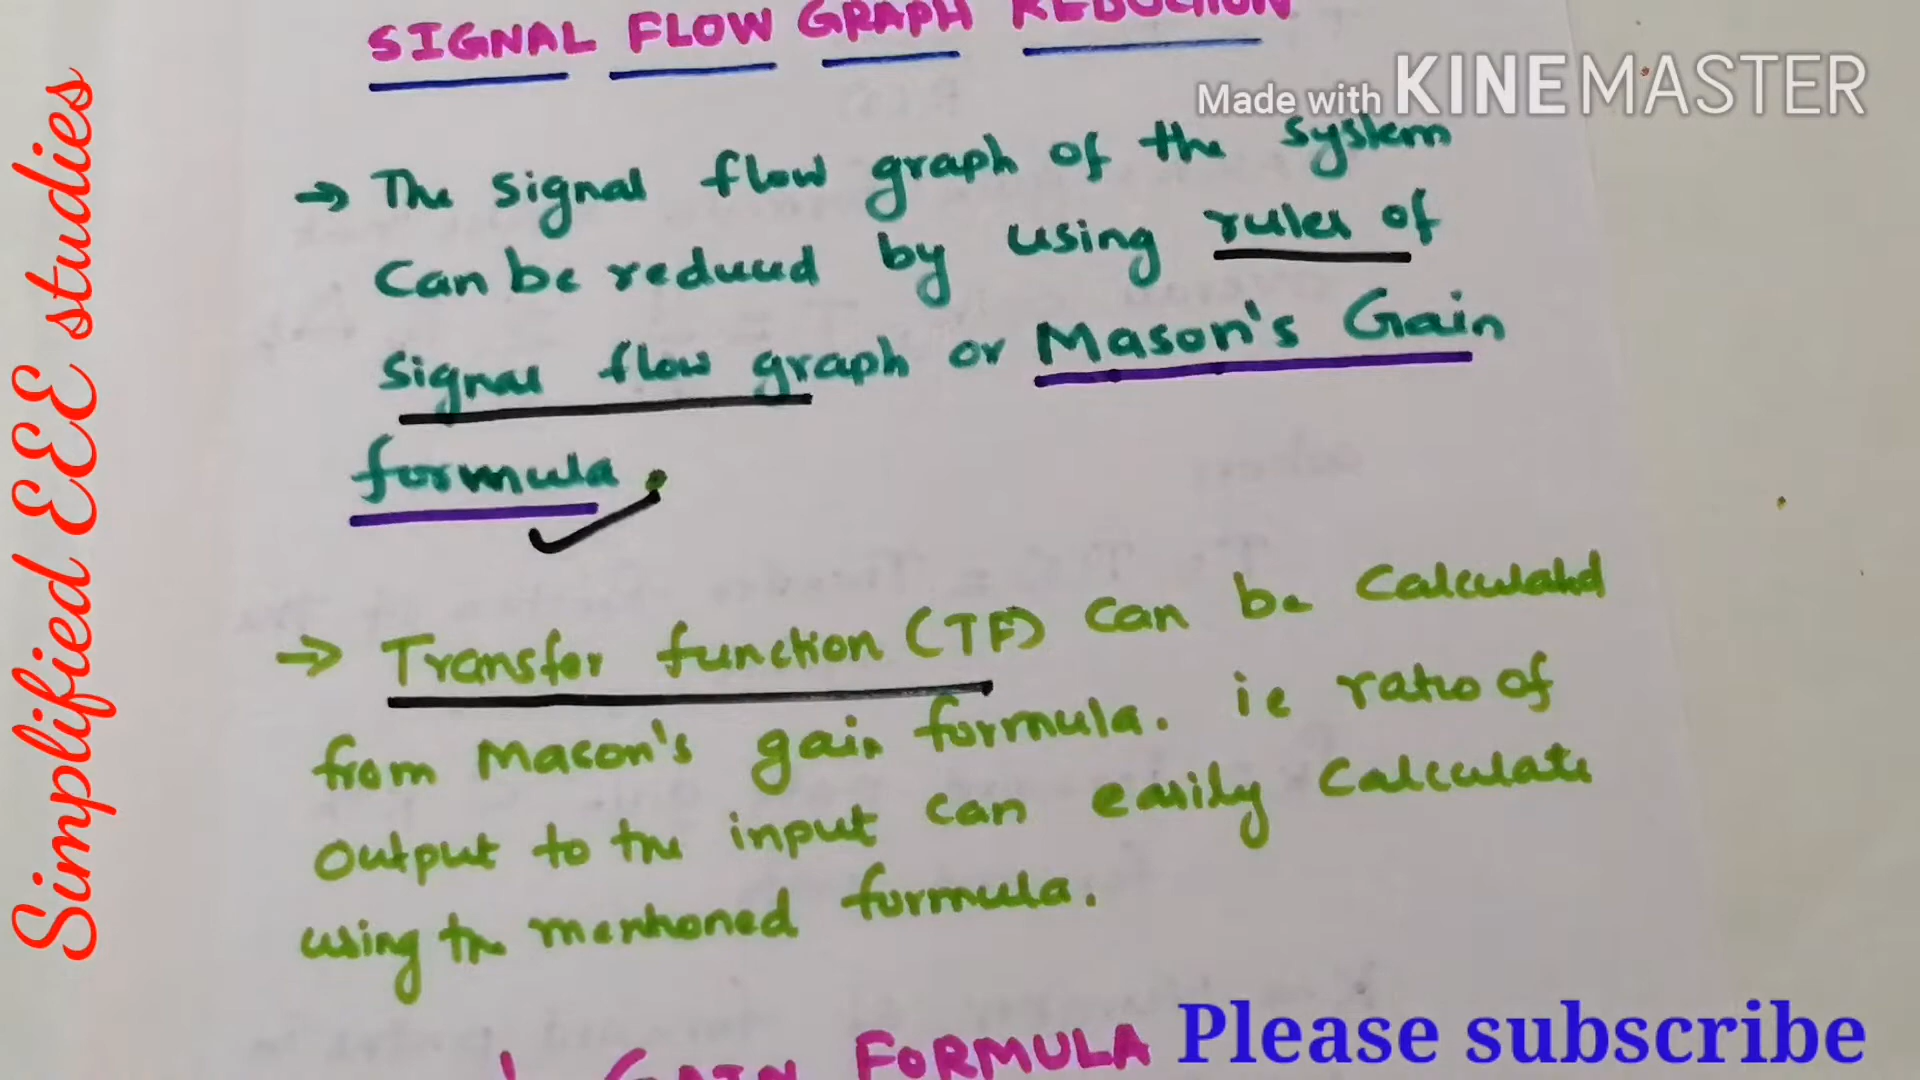 SIGNAL FLOW GRAPH REDUCTION
Made with KINEMASTER
→ The signal flow graph of the system
Can be reduced by using rules of
signal flow graph or Mason's Gain
formula.
→ Transfer function (TF) can be calculated
from Mason's gain formula. ie ratio of
output to the input can easily calculate
using the mentioned formula.
GAIN FORMULA
Please subscribe
Simplified EEE studies